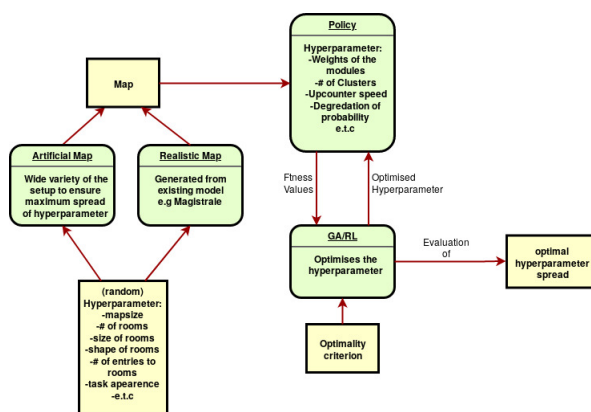 Policy
Hyperparameter:
-Weights of the
modules
-# of Clusters
-Upcounter speed
-Degredation of
probability
e.t.c
Map
Artificial Map
Wide variety of the
setup to ensure
maximum spread
of hyperparameter
Realistic Map
Generated from
existing model
e.g Magistrale
Ftness
Values
Optimised
Hyperparameter
GA/RL
Optimises the
hyperparameter
Evaluation
of
optimal
hyperparameter
spread
(random)
Hyperparameter:
-mapsize
-# of rooms
-size of rooms
-shape of rooms
-# of entries to
rooms
-task apearence
-e.t.c
Optimality
criterion